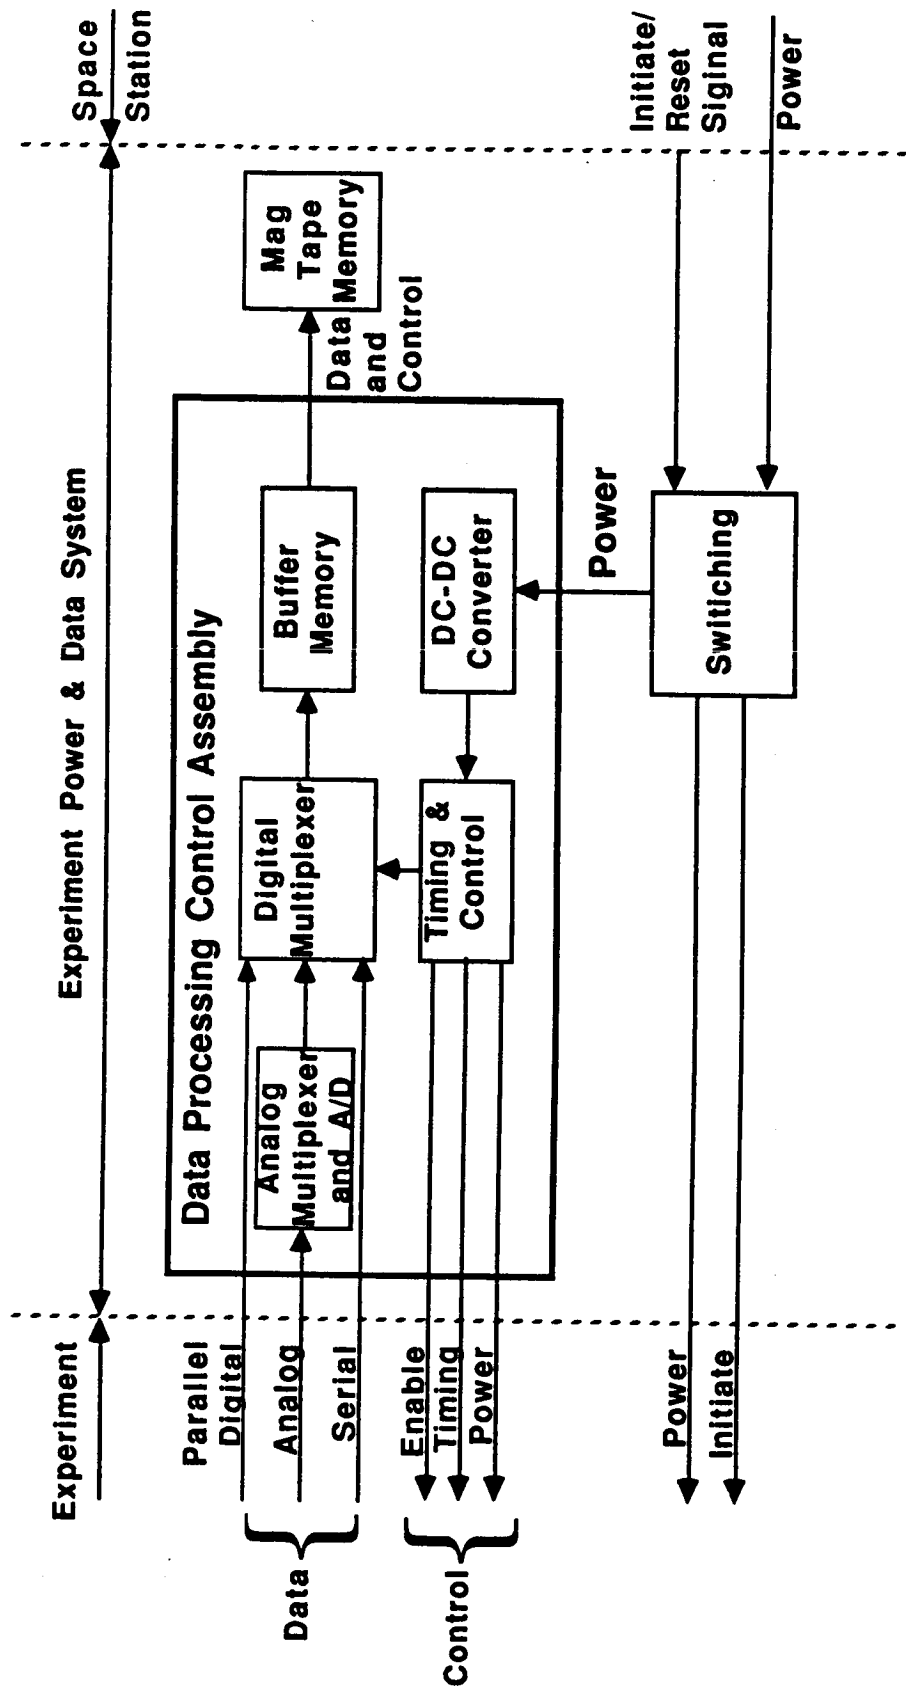 Experiment
Experiment Power & Data System
Space
Station
Data Processing Control Assembly
Parallel
Digital
Analog
Serial
Data
Analog
Multiplexer
and A/D
Digital
Multiplexer
Buffer
Memory
Mag
Tape
Memory
Data
and
Control
Enable
Timing
Power
Control
Timing &
Control
DC-DC
Converter
Power
Initiate/
Reset
Siginal
Power
Switiching
Power
Initiate